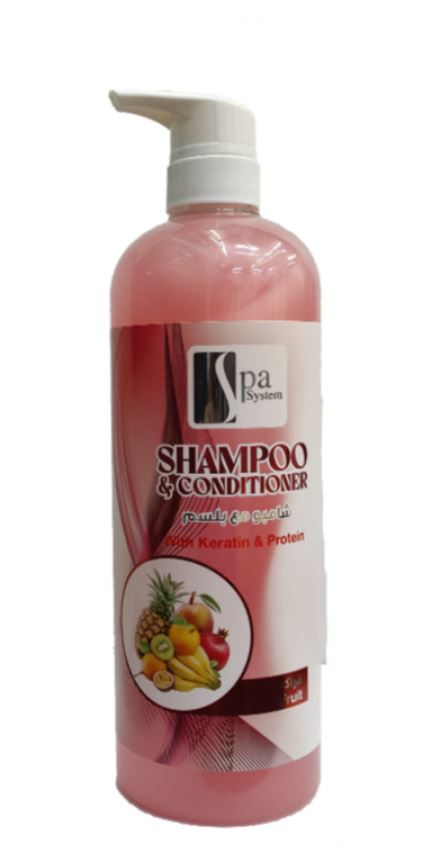 Spa
System
SHAMPOO
& CONDITIONER
شامبو مع بلسم
With Keratin & Protein
Fruit